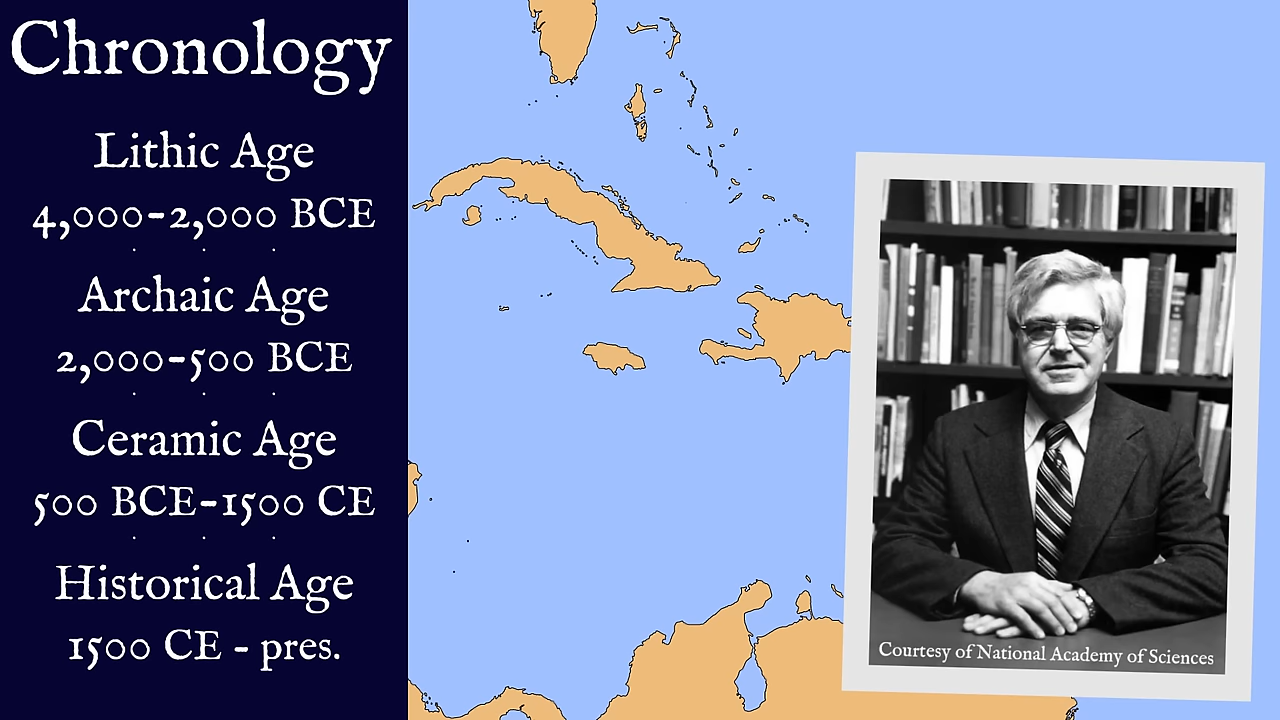 Chronology
Lithic Age
4,000-2,000 BCE
Archaic Age
2,000-500 BCE
Ceramic Age
500 BCE-1500 CE
Historical Age
1500 CE - pres.
Courtesy of National Academy of Sciences